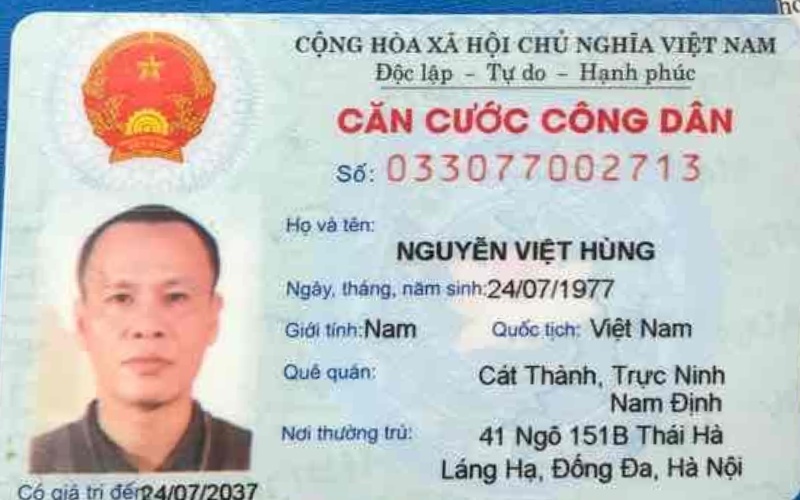 CỘNG HÒA XÃ HỘI CHỦ NGHĨA VIỆT NAM
Độc lập - Tự do - Hạnh phúc
CĂN CƯỚC CÔNG DÂN
Số: 033077002713
Họ và tên:
NGUYỄN VIỆT HÙNG
Ngày, tháng, năm sinh:24/07/1977
Giới tính:Nam Quốc tịch: Việt Nam
Quê quán: Cát Thành, Trực Ninh
Nam Định
Nơi thường trú: 41 Ngõ 151B Thái Hà
Láng Hạ, Đống Đa, Hà Nội
Có giá trị đến24/07/2037